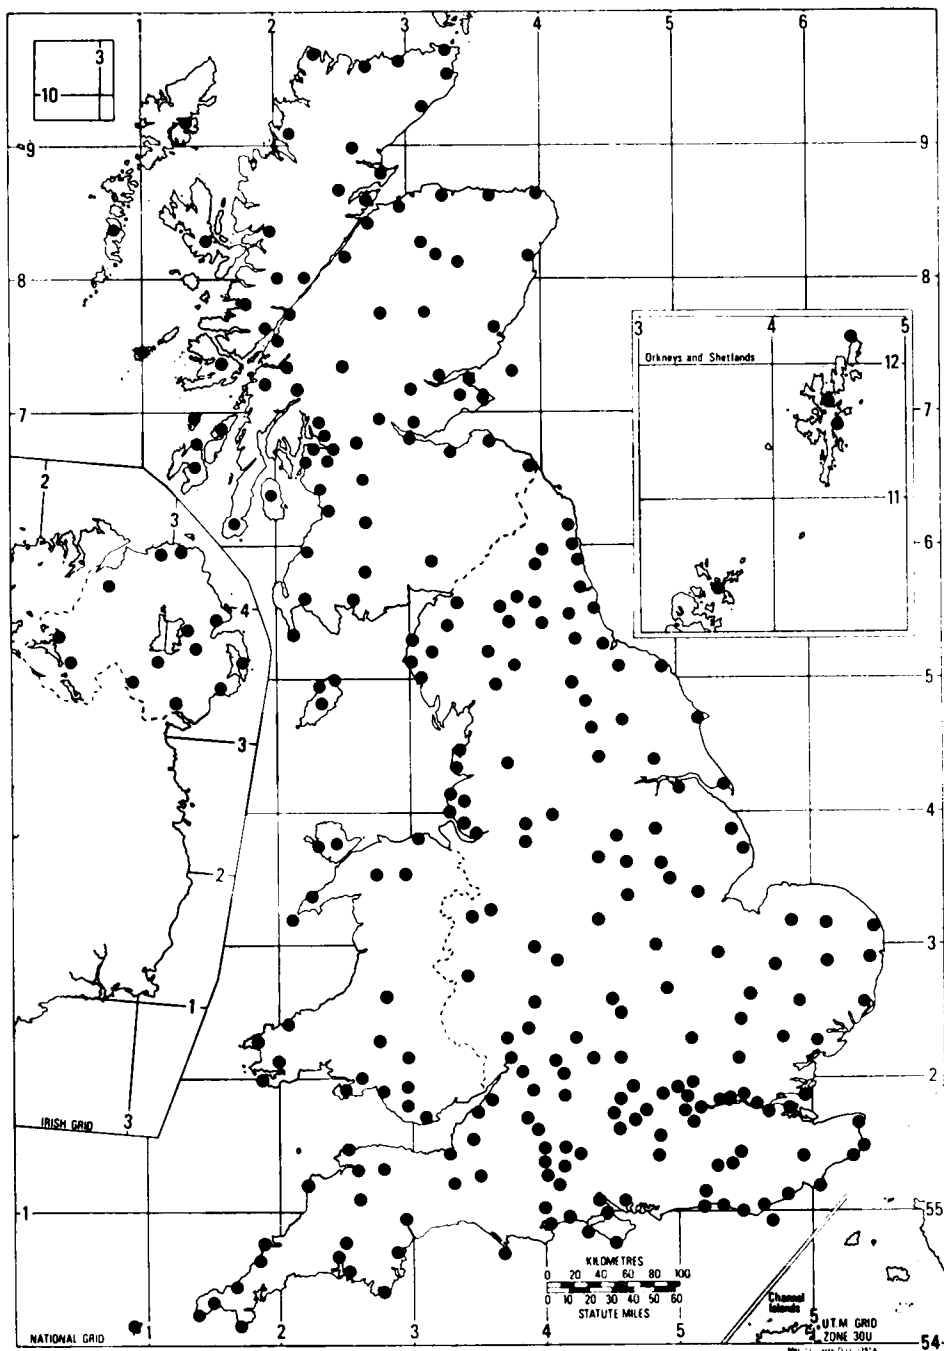 1 2 3 4 5 6
3
10
9 9
8 8
3 4 5
Orkneys and Shetlands
12
11
7 7
2
3
6
4
5
3
4
2
3
1
2
3
IRISH GRID
1 55
KILOMETRES
0 20 40 60 80 100
0 10 20 30 40 50 60
STATUTE MILES
Channel
Islands
5
U.T.M GRID
ZONE 30U
NATIONAL GRID 1 2 3 4 5 54